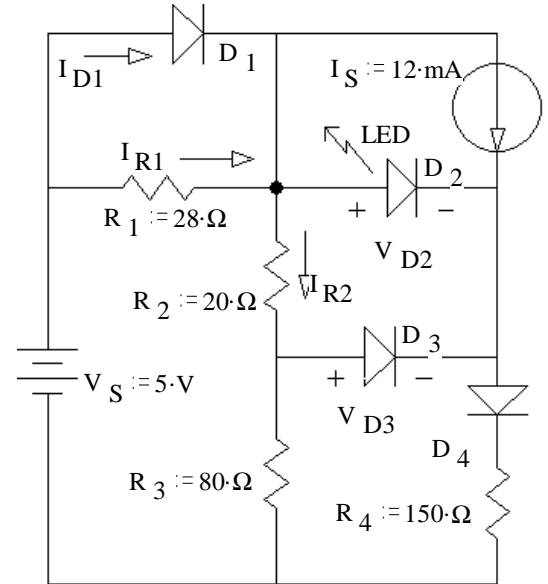 I D1
D 1
I S := 12·mA
I R1
LED
D 2
R 1 := 28·Ω
+ −
V D2
R 2 := 20·Ω
I R2
D 3
V S := 5·V
+ −
V D3
D 4
R 3 := 80·Ω
R 4 := 150·Ω